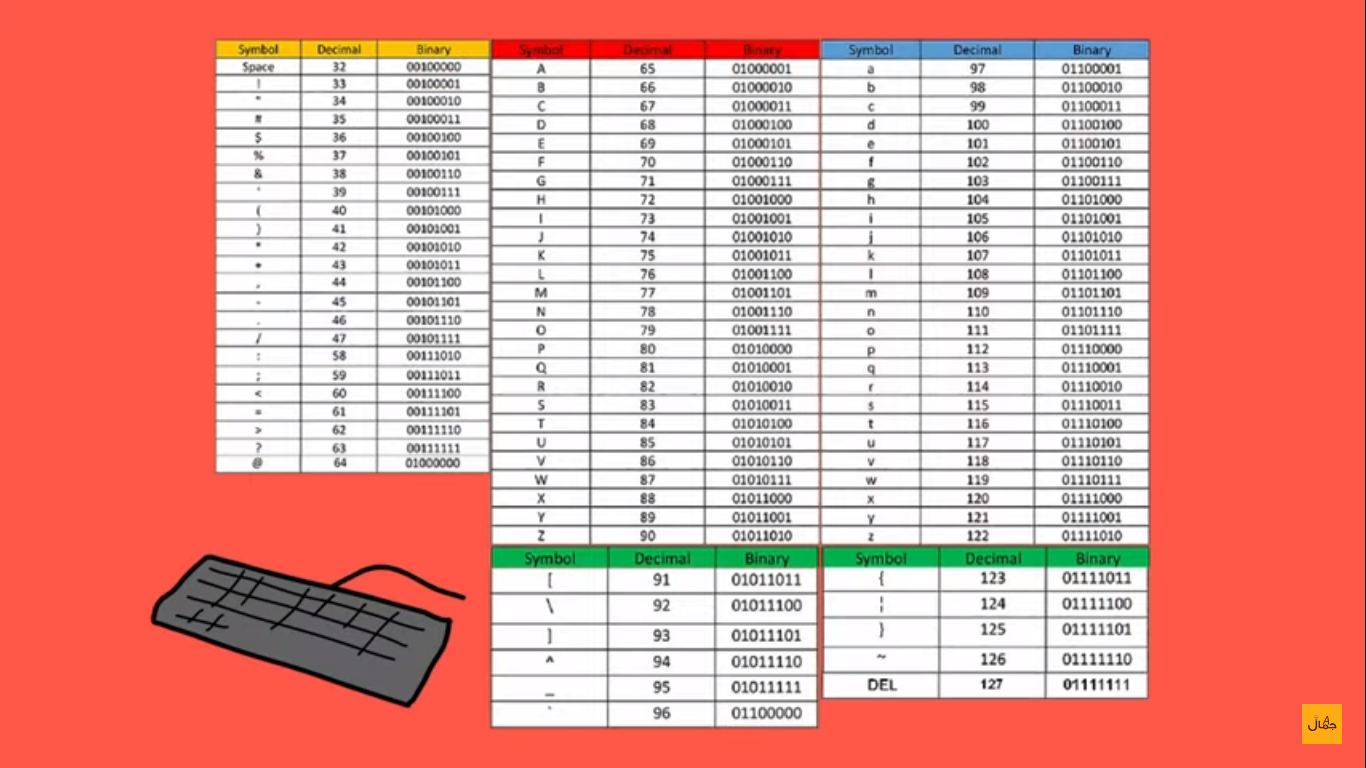 Symbol Decimal Binary
Space 32 00100000
! 33 00100001
" 34 00100010
# 35 00100011
$ 36 00100100
% 37 00100101
& 38 00100110
' 39 00100111
( 40 00101000
) 41 00101001
* 42 00101010
+ 43 00101011
, 44 00101100
- 45 00101101
. 46 00101110
/ 47 00101111
: 58 00111010
; 59 00111011
< 60 00111100
= 61 00111101
> 62 00111110
? 63 00111111
@ 64 01000000
Symbol Decimal Binary
A 65 01000001
B 66 01000010
C 67 01000011
D 68 01000100
E 69 01000101
F 70 01000110
G 71 01000111
H 72 01001000
I 73 01001001
J 74 01001010
K 75 01001011
L 76 01001100
M 77 01001101
N 78 01001110
O 79 01001111
P 80 01010000
Q 81 01010001
R 82 01010010
S 83 01010011
T 84 01010100
U 85 01010101
V 86 01010110
W 87 01010111
X 88 01011000
Y 89 01011001
Z 90 01011010
Symbol Decimal Binary
[ 91 01011011
\ 92 01011100
] 93 01011101
^ 94 01011110
_ 95 01011111
` 96 01100000
Symbol Decimal Binary
a 97 01100001
b 98 01100010
c 99 01100011
d 100 01100100
e 101 01100101
f 102 01100110
g 103 01100111
h 104 01101000
i 105 01101001
j 106 01101010
k 107 01101011
l 108 01101100
m 109 01101101
n 110 01101110
o 111 01101111
p 112 01110000
q 113 01110001
r 114 01110010
s 115 01110011
t 116 01110100
u 117 01110101
v 118 01110110
w 119 01110111
x 120 01111000
y 121 01111001
z 122 01111010
Symbol Decimal Binary
{ 123 01111011
¦ 124 01111100
} 125 01111101
~ 126 01111110
DEL 127 01111111